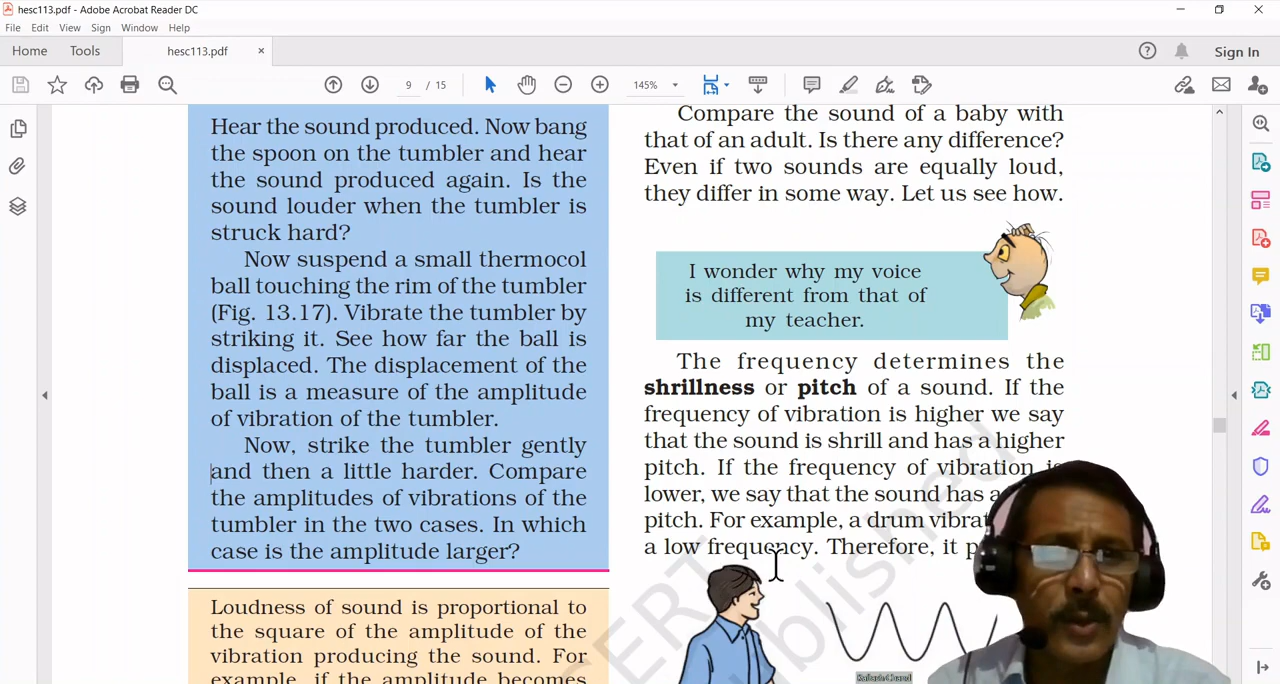 hesc113.pdf - Adobe Acrobat Reader DC
File Edit View Sign Window Help
Home Tools hesc113.pdf × Sign In
9 / 15 145%
Hear the sound produced. Now bang
the spoon on the tumbler and hear
the sound produced again. Is the
sound louder when the tumbler is
struck hard?
Now suspend a small thermocol
ball touching the rim of the tumbler
(Fig. 13.17). Vibrate the tumbler by
striking it. See how far the ball is
displaced. The displacement of the
ball is a measure of the amplitude
of vibration of the tumbler.
Now, strike the tumbler gently
and then a little harder. Compare
the amplitudes of vibrations of the
tumbler in the two cases. In which
case is the amplitude larger?
Loudness of sound is proportional to
the square of the amplitude of the
vibration producing the sound. For
example, if the amplitude becomes
Compare the sound of a baby with
that of an adult. Is there any difference?
Even if two sounds are equally loud,
they differ in some way. Let us see how.
I wonder why my voice
is different from that of
my teacher.
The frequency determines the
shrillness or pitch of a sound. If the
frequency of vibration is higher we say
that the sound is shrill and has a higher
pitch. If the frequency of vibration is
lower, we say that the sound has a
pitch. For example, a drum vibrat
a low frequency. Therefore, it p
Kailash Chand